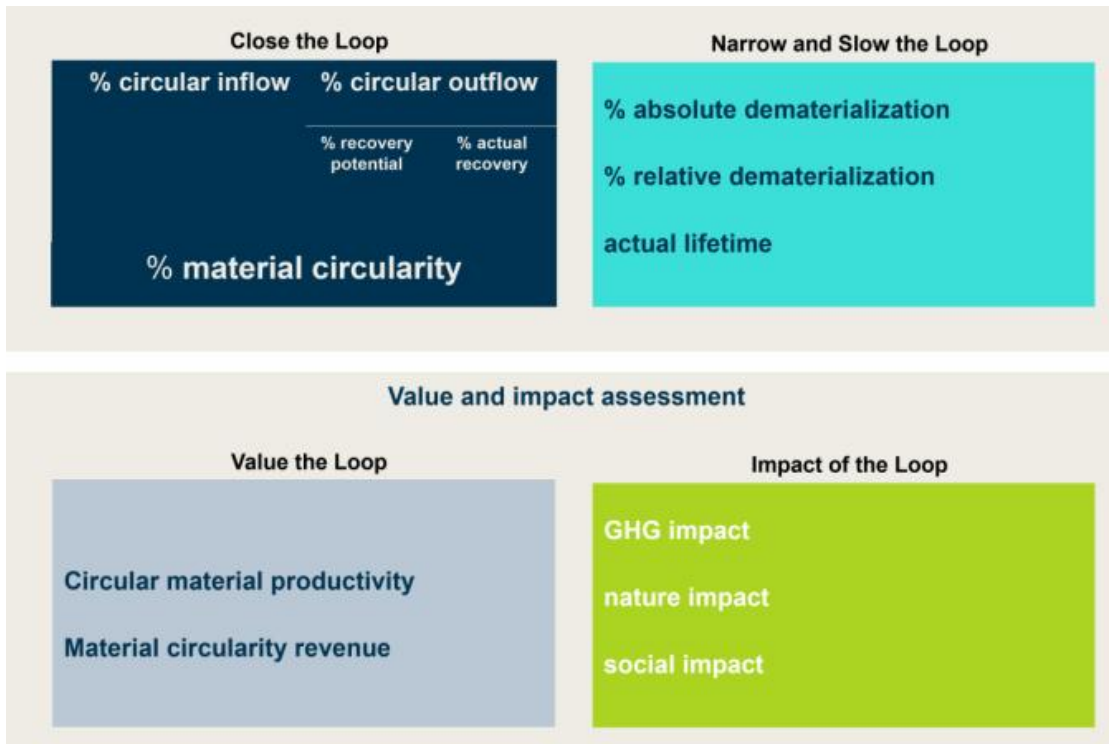 Close the Loop
% circular inflow
% circular outflow
% recovery
potential
% actual
recovery
% material circularity
Narrow and Slow the Loop
% absolute dematerialization
% relative dematerialization
actual lifetime
Value and impact assessment
Value the Loop
Circular material productivity
Material circularity revenue
Impact of the Loop
GHG impact
nature impact
social impact